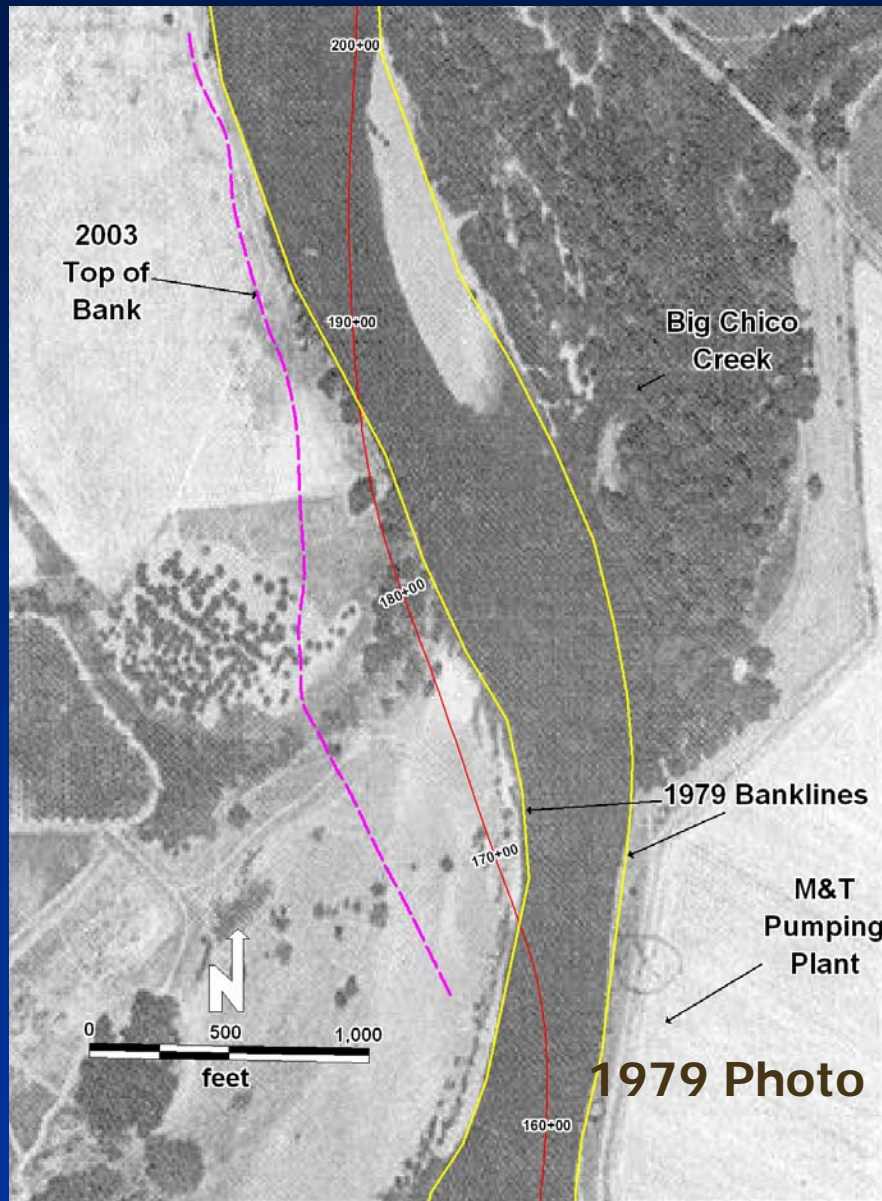 200+00
2003
Top of
Bank
190+00
Big Chico
Creek
180+00
1979 Banklines
170+00
M&T
Pumping
Plant
N
0 500 1,000
feet
1979 Photo
160+00